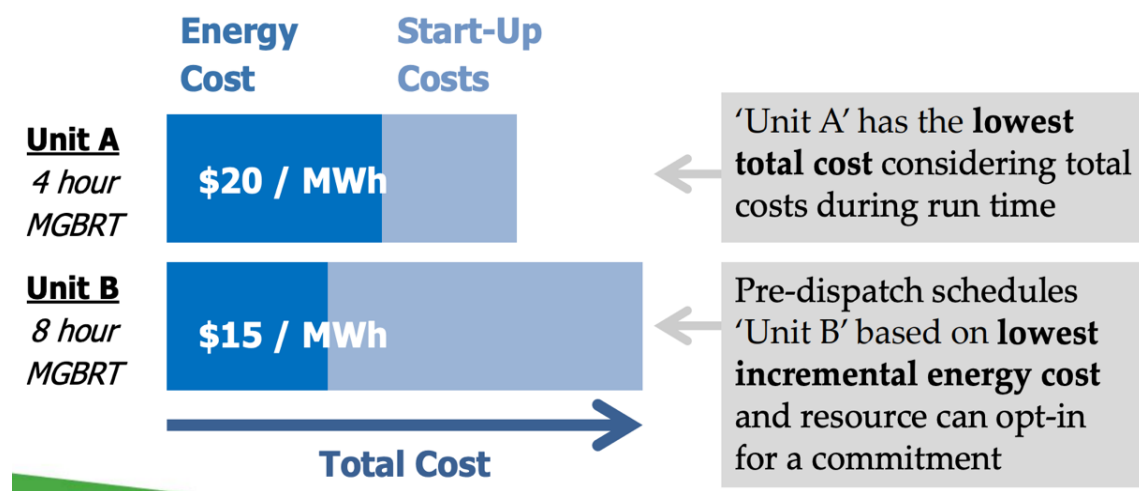 Energy Cost
Start-Up Costs
Unit A
4 hour
MGBRT
$20 / MWh
‘Unit A’ has the lowest
total cost considering total
costs during run time
Unit B
8 hour
MGBRT
$15 / MWh
Pre-dispatch schedules
‘Unit B’ based on lowest
incremental energy cost
and resource can opt-in
for a commitment
Total Cost